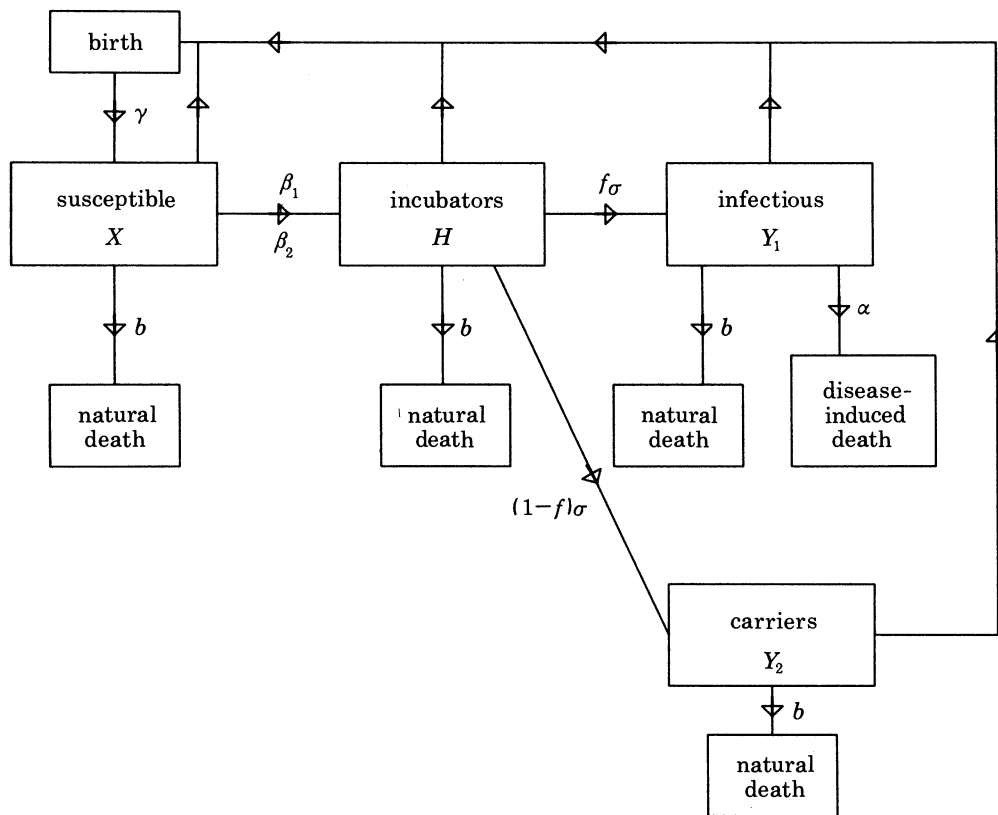 birth
γ
susceptible
X
β₁
β₂
incubators
H
fσ
infectious
Y₁
b
b
b
α
natural
death
natural
death
natural
death
disease-
induced
death
(1−f)σ
carriers
Y₂
b
natural
death